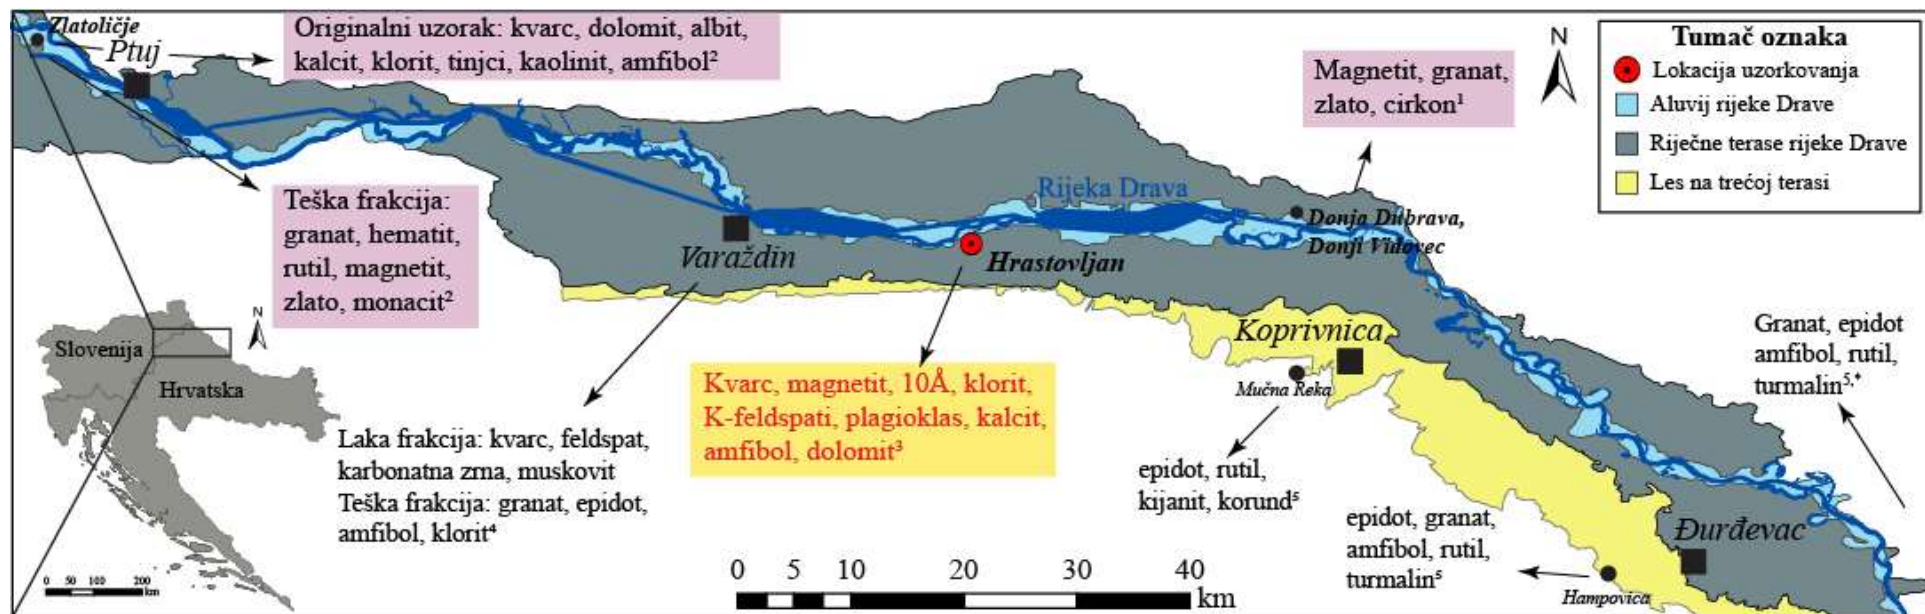 Zlatoličje
Ptuj
Originalni uzorak: kvarc, dolomit, albit,
kalcit, klorit, tinjci, kaolinit, amfibol²
Magnetit, granat,
zlato, cirkon¹
N
Tumač oznaka
Lokacija uzorkovanja
Aluvij rijeke Drave
Riječne terase rijeke Drave
Les na trećoj terasi
Teška frakcija:
granat, hematit,
rutil, magnetit,
zlato, monacit²
Rijeka Drava
Varaždin
Hrastovljan
Donja Dubrava,
Donji Vidovec
Koprivnica
Mučna Reka
Granat, epidot
amfibol, rutil,
turmalin⁵,*
N
Slovenija
Hrvatska
0 50 100 200
km
Kvarc, magnetit, 10Å, klorit,
K-feldspati, plagioklas, kalcit,
amfibol, dolomit³
Laka frakcija: kvarc, feldspat,
karbonatna zrna, muskovit
Teška frakcija: granat, epidot,
amfibol, klorit⁴
epidot, rutil,
kijanit, korund⁵
epidot, granat,
amfibol, rutil,
turmalin⁵
Đurđevac
Hampovica
0 5 10 20 30 40
km